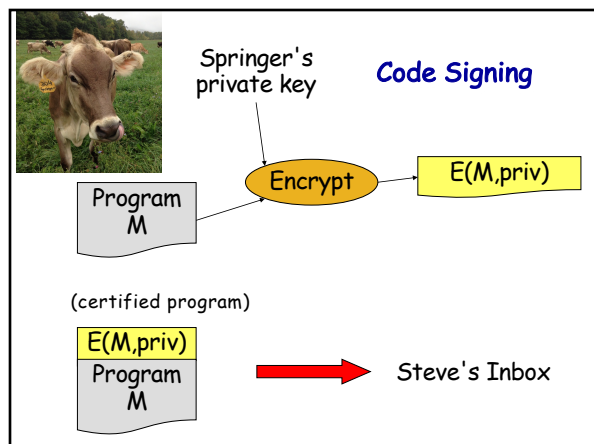 Springer's
private key
Code Signing
Encrypt
E(M,priv)
Program
M
(certified program)
E(M,priv)
Program
M
Steve's Inbox